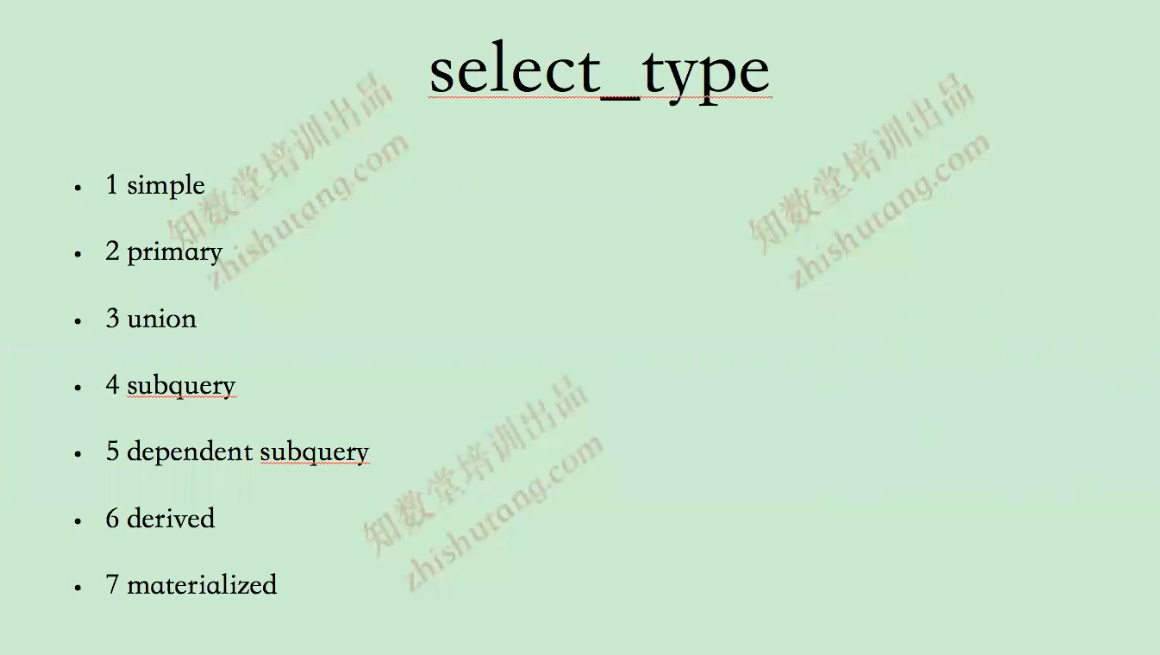 select_type
知数堂培训出品
zhishutang.com
知数堂培训出品
zhishutang.com
• 1 simple
• 2 primary
• 3 union
• 4 subquery
• 5 dependent subquery
• 6 derived
• 7 materialized
知数堂培训出品
zhishutang.com